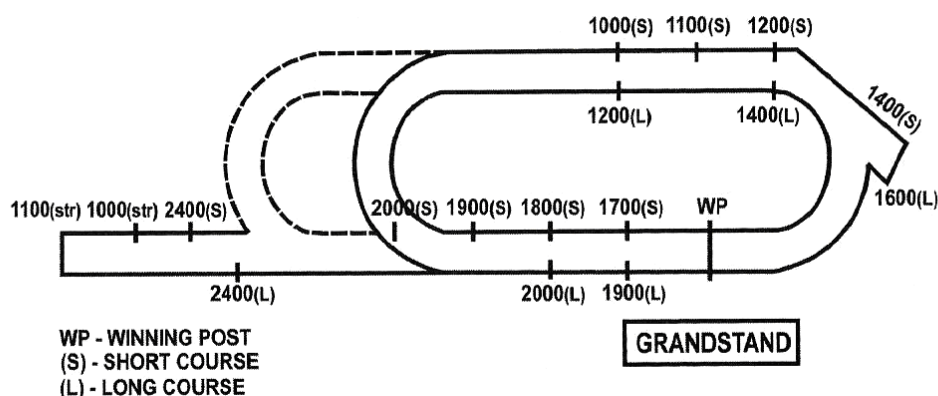 1000(S) 1100(S) 1200(S)
1400(S)
1200(L) 1400(L)
1600(L)
1100(str) 1000(str) 2400(S) 2000(S) 1900(S) 1800(S) 1700(S) WP
2400(L) 2000(L) 1900(L)
WP - WINNING POST
(S) - SHORT COURSE
(L) - LONG COURSE
GRANDSTAND